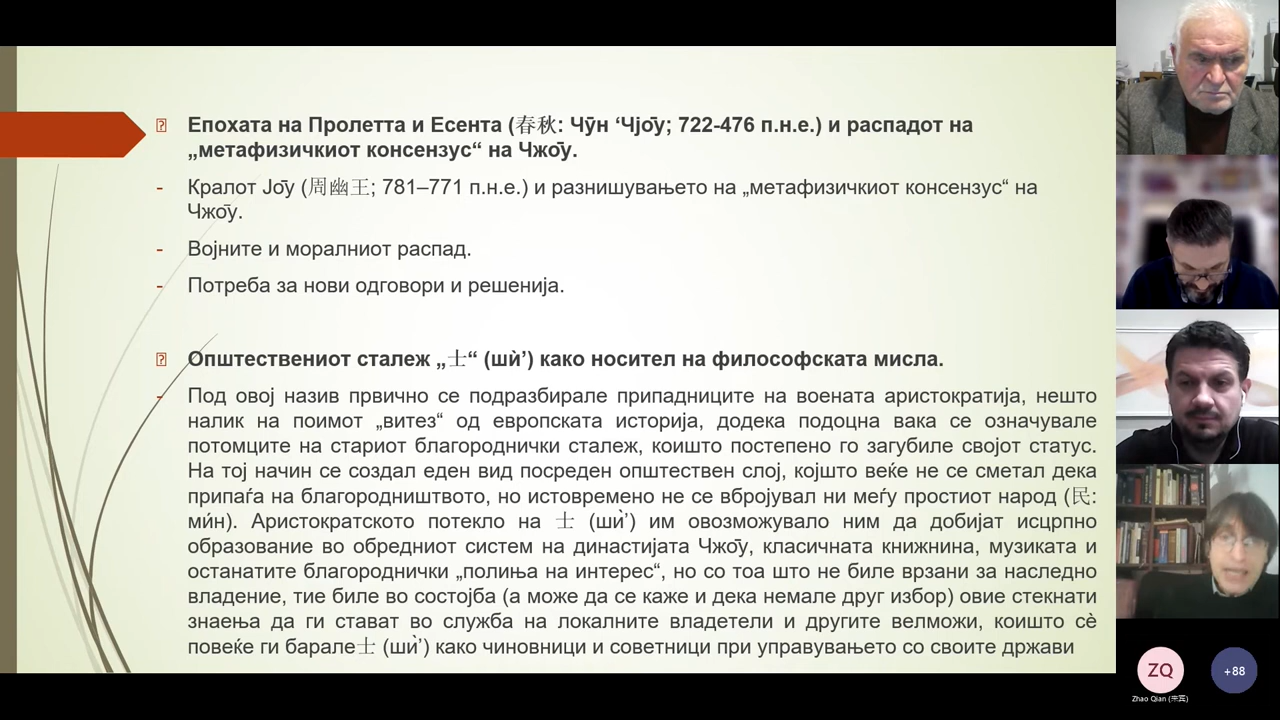 Епохата на Пролетта и Есента (春秋: Чӯн ‘Чјо̄у; 722-476 п.н.е.) и распадот на
„метафизичкиот консензус“ на Чжо̄у.
- Кралот Јо̄у (周幽王; 781–771 п.н.е.) и разнишувањето на „метафизичкиот консензус“ на
Чжо̄у.
- Војните и моралниот распад.
- Потреба за нови одговори и решенија.
Општествениот сталеж „士“ (шѝ’) како носител на философската мисла.
- Под овој назив првично се подразбирале припадниците на воената аристократија, нешто
налик на поимот „витез“ од европската историја, додека подоцна вака се означувале
потомците на стариот благороднички сталеж, коишто постепено го загубиле својот статус.
На тој начин се создал еден вид посреден општествен слој, којшто веќе не се сметал дека
припаѓа на благородништвото, но истовремено не се вбројувал ни меѓу простиот народ (民:
ми́н). Аристократското потекло на 士 (шѝ’) им овозможувало ним да добијат исцрпно
образование во обредниот систем на династијата Чжо̄у, класичната книжнина, музиката и
останатите благороднички „полиња на интерес“, но со тоа што не биле врзани за наследно
владение, тие биле во состојба (а може да се каже и дека немале друг избор) овие стекнати
знаења да ги стават во служба на локалните владетели и другите велможи, коишто сѐ
повеќе ги барале士 (шѝ’) како чиновници и советници при управувањето со своите држави
ZQ
+88